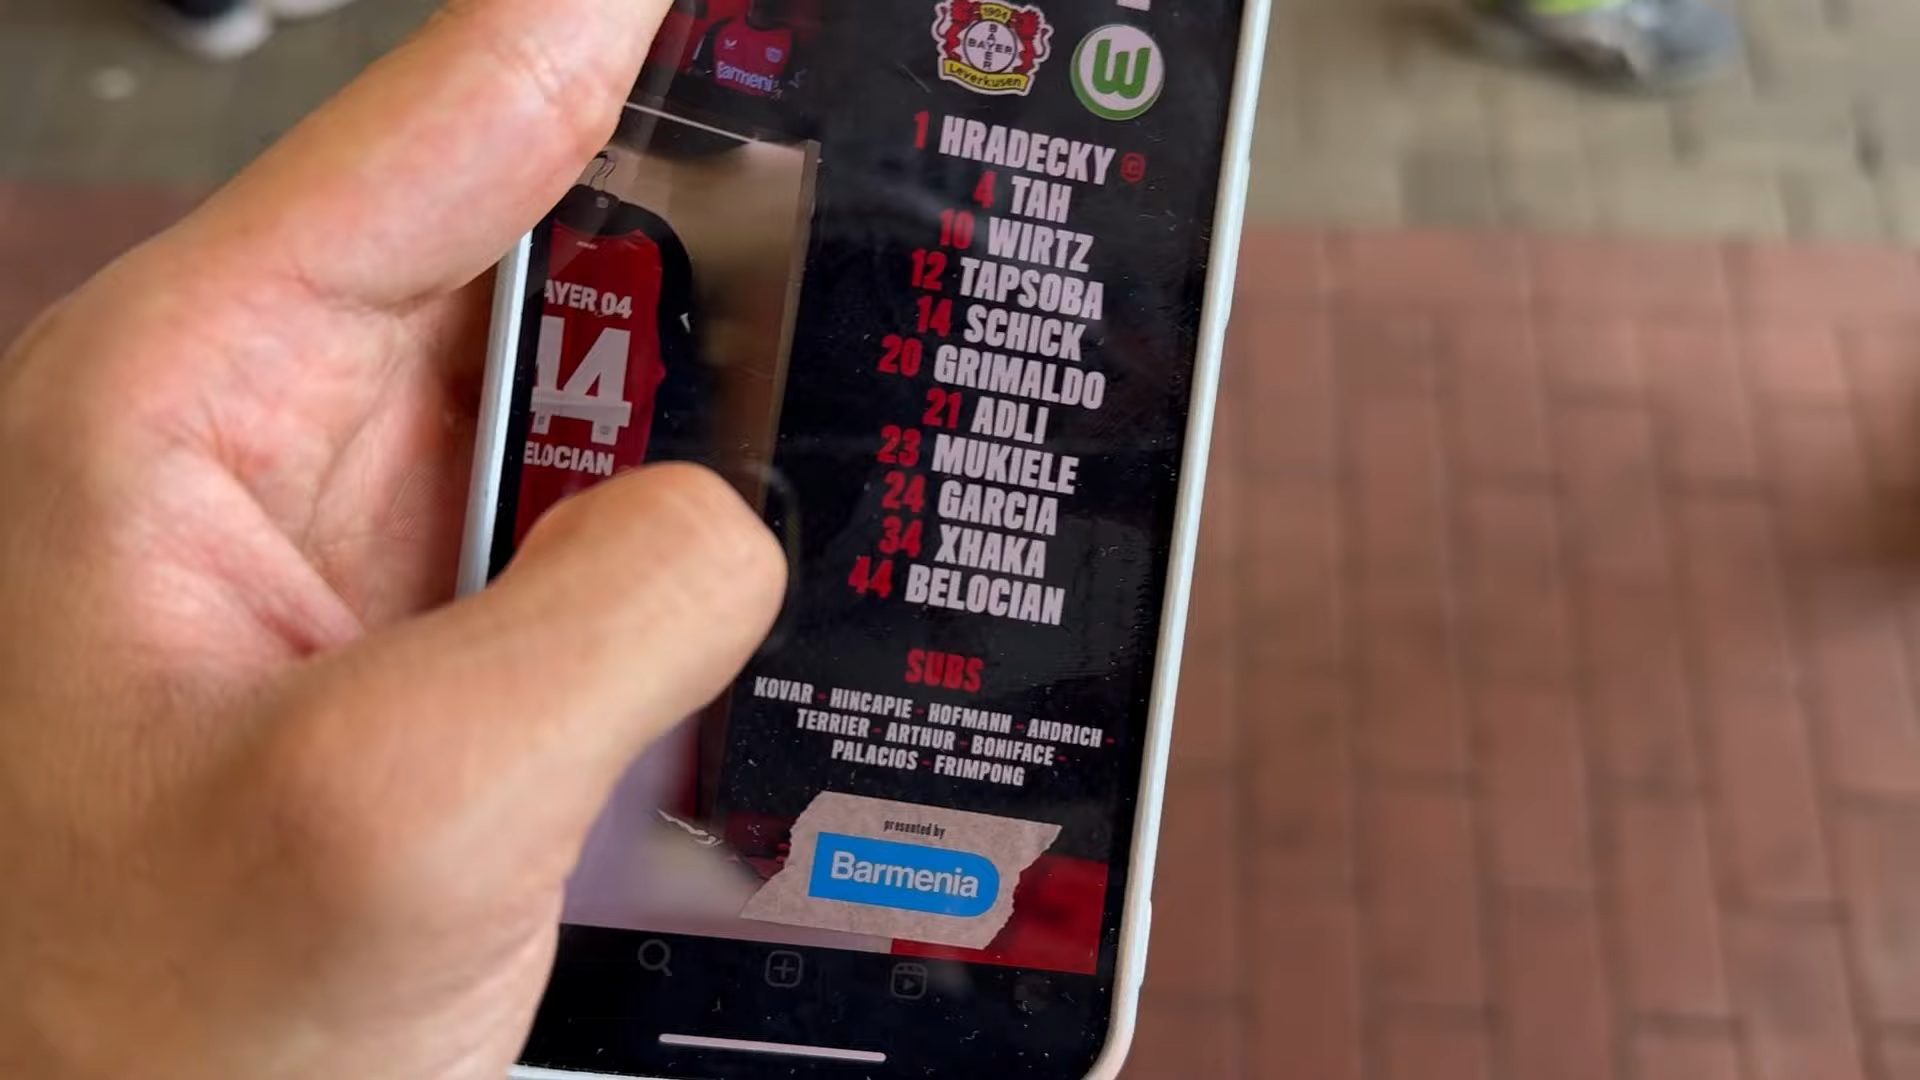 armeni
1904
BAYER
BAYER
Leverkusen
W
1 HRADECKY C
4 TAH
10 WIRTZ
12 TAPSOBA
14 SCHICK
20 GRIMALDO
21 ADLI
23 MUKIELE
24 GARCIA
34 XHAKA
44 BELOCIAN
AYER 04
44
ELOCIAN
SUBS
KOVAR - HINCAPIE - HOFMANN - ANDRICH -
TERRIER - ARTHUR - BONIFACE -
PALACIOS - FRIMPONG
presented by
Barmenia